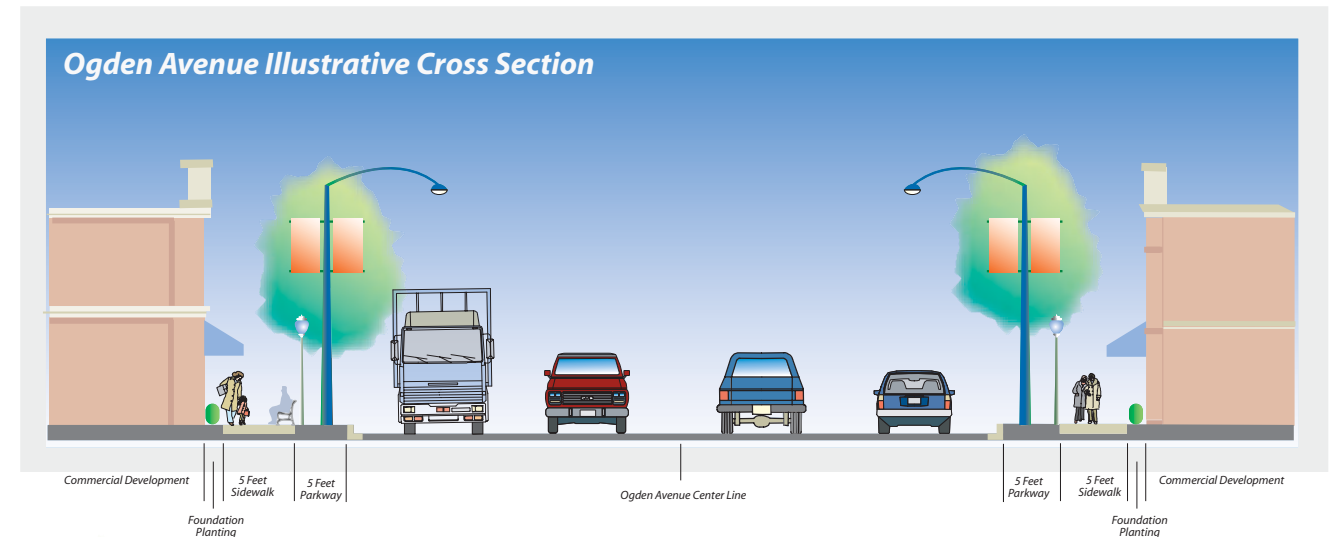 Ogden Avenue Illustrative Cross Section
Commercial Development
Foundation
Planting
5 Feet
Sidewalk
5 Feet
Parkway
Ogden Avenue Center Line
5 Feet
Parkway
5 Feet
Sidewalk
Foundation
Planting
Commercial Development